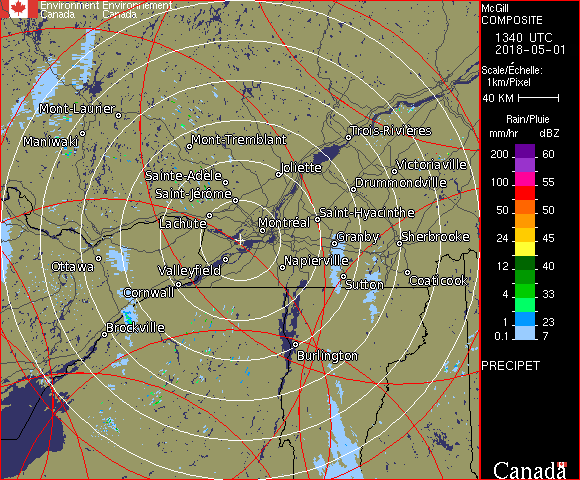 Environment Environnement
Canada Canada
McGill
COMPOSITE
1340 UTC
2018-05-01
Scale/Échelle:
1km/Pixel
40 KM
Rain/Pluie
mm/hr dBZ
200 60
55
100 55
50 50
24 45
12 40
4 33
1 23
0.1 7
PRECIPET
Canada
Mont-Laurier
Maniwaki
Mont-Tremblant
Trois-Rivières
Joliette
Victoriaville
Sainte-Adèle
Drummondville
Saint-Jérôme
Lachute
Montréal
Saint-Hyacinthe
Granby
Sherbrooke
Ottawa
Valleyfield
Napierville
Cornwall
Sutton
Coaticook
Brockville
Burlington